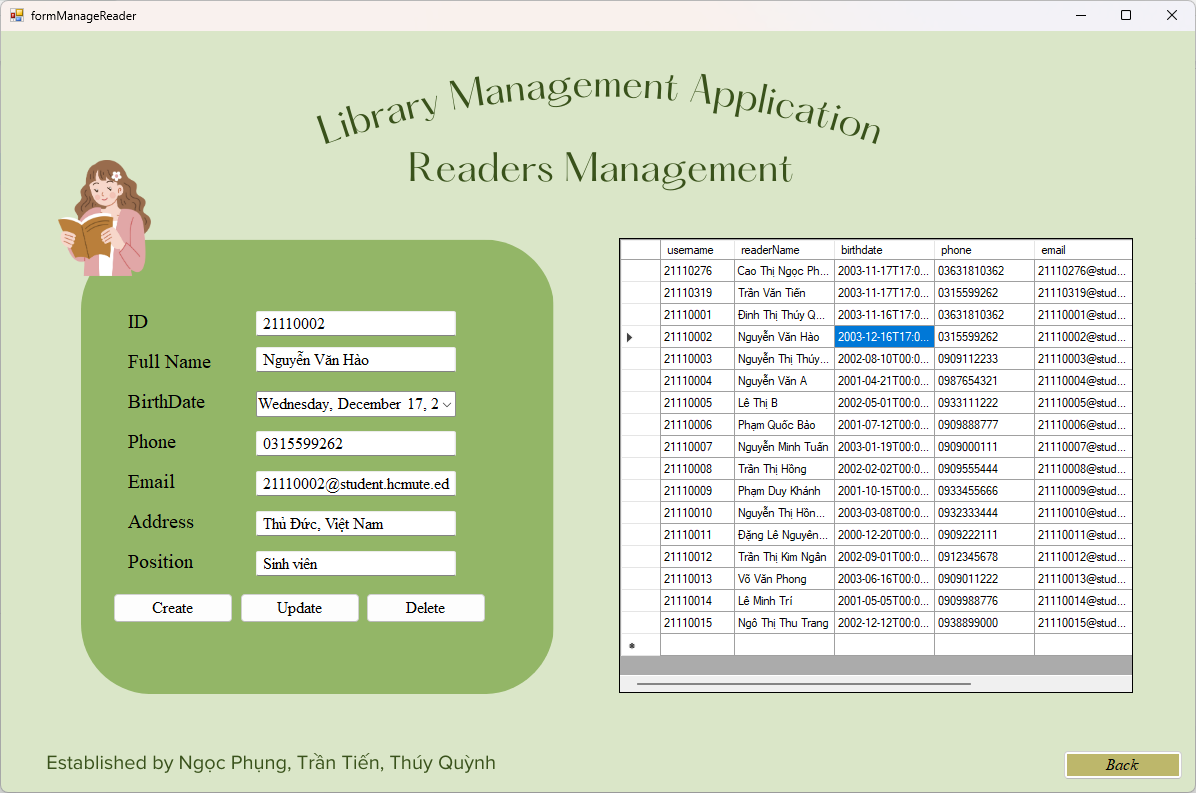 formManageReader
Library Management Application
Readers Management
ID 21110002
Full Name Nguyễn Văn Hào
BirthDate Wednesday, December 17, 2
Phone 0315599262
Email 21110002@student.hcmute.ed
Address Thủ Đức, Việt Nam
Position Sinh viên
Create Update Delete
username readerName birthdate phone email
21110276 Cao Thị Ngọc Ph... 2003-11-17T17:0... 03631810362 21110276@stud...
21110319 Trần Văn Tiến 2003-11-17T17:0... 0315599262 21110319@stud...
21110001 Đinh Thị Thúy Q... 2003-11-16T17:0... 03631810362 21110001@stud...
21110002 Nguyễn Văn Hào 2003-12-16T17:0... 0315599262 21110002@stud...
21110003 Nguyễn Thị Thúy... 2002-08-10T00:0... 0909112233 21110003@stud...
21110004 Nguyễn Văn A 2001-04-21T00:0... 0987654321 21110004@stud...
21110005 Lê Thị B 2002-05-01T00:0... 0933111222 21110005@stud...
21110006 Phạm Quốc Bảo 2001-07-12T00:0... 0909888777 21110006@stud...
21110007 Nguyễn Minh Tuấn 2003-01-19T00:0... 0909000111 21110007@stud...
21110008 Trần Thị Hồng 2002-02-02T00:0... 0909555444 21110008@stud...
21110009 Phạm Duy Khánh 2001-10-15T00:0... 0933455666 21110009@stud...
21110010 Nguyễn Thị Hồn... 2003-03-08T00:0... 0932333444 21110010@stud...
21110011 Đặng Lê Nguyên... 2000-12-20T00:0... 0909222111 21110011@stud...
21110012 Trần Thị Kim Ngân 2002-09-01T00:0... 0912345678 21110012@stud...
21110013 Võ Văn Phong 2003-06-16T00:0... 0909011222 21110013@stud...
21110014 Lê Minh Trí 2001-05-05T00:0... 0909988776 21110014@stud...
21110015 Ngô Thị Thu Trang 2002-12-12T00:0... 0938899000 21110015@stud...
Established by Ngọc Phụng, Trần Tiến, Thúy Quỳnh
Back